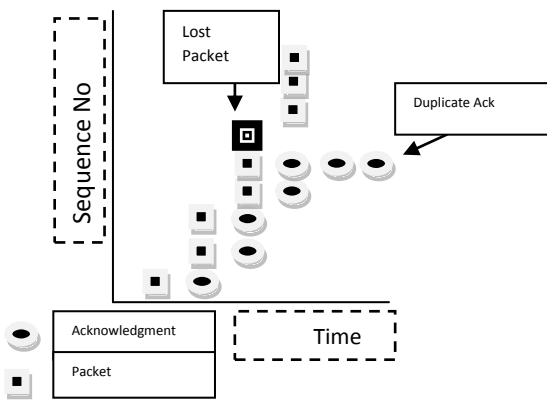 Lost
Packet
Sequence No
Duplicate Ack
Time
Acknowledgment
Packet